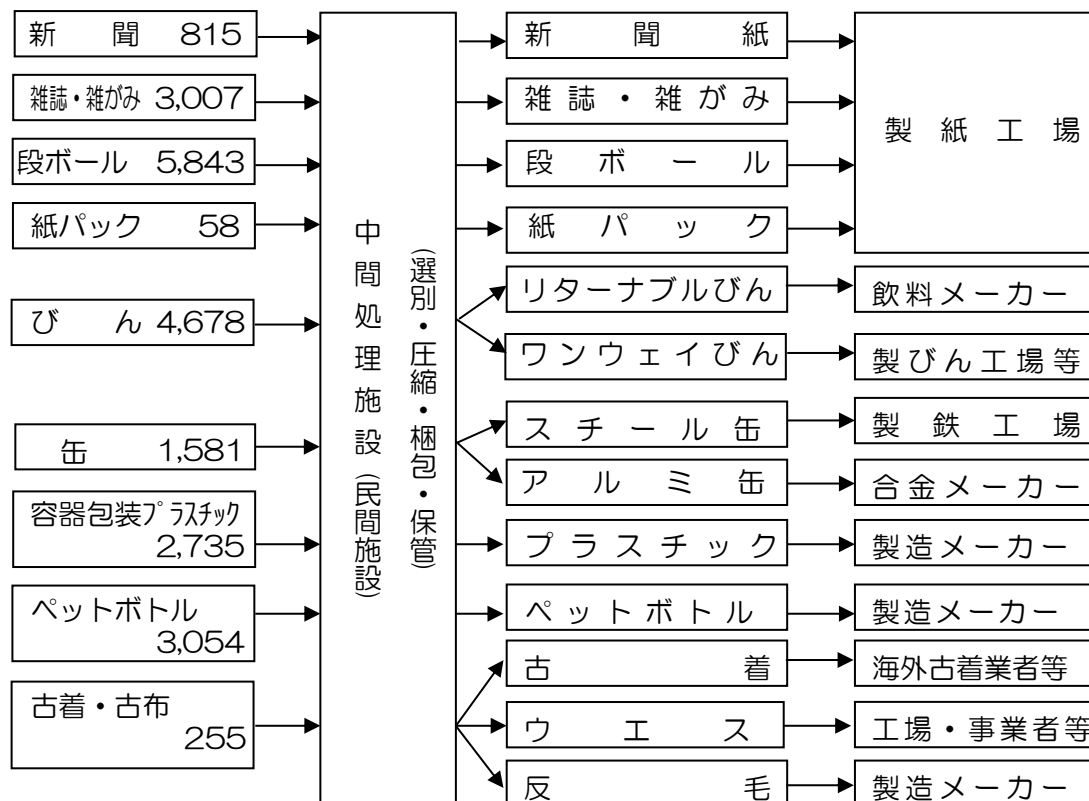 新聞 815
雑誌・雑がみ 3,007
段ボール 5,843
紙パック 58
びん 4,678
缶 1,581
容器包装プラスチック
2,735
ペットボトル
3,054
古着・古布
255
中間処理施設（民間施設）
（選別・圧縮・梱包・保管）
新聞紙
雑誌・雑がみ
段ボール
紙パック
リターナブルびん
ワンウェイびん
スチール缶
アルミ缶
プラスチック
ペットボトル
古着
ウエス
反毛
製紙工場
飲料メーカー
製びん工場等
製鉄工場
合金メーカー
製造メーカー
製造メーカー
海外古着業者等
工場・事業者等
製造メーカー